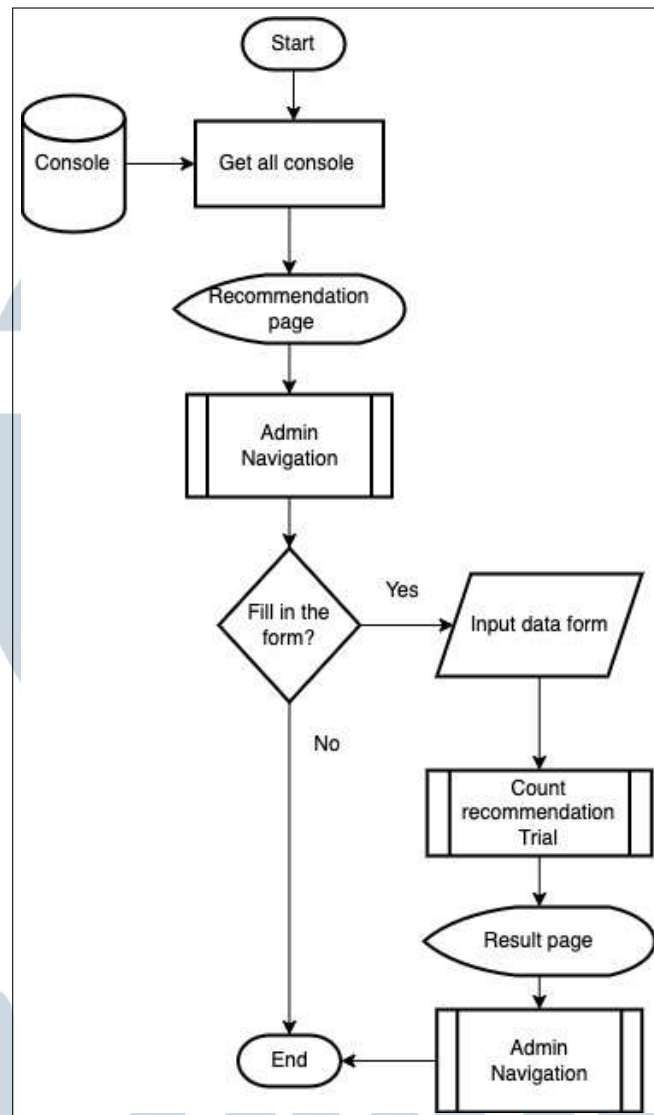 Start
Console
Get all console
Recommendation
page
Admin
Navigation
Fill in the
form?
Yes
Input data form
No
Count
recommendation
Trial
Result page
Admin
Navigation
End